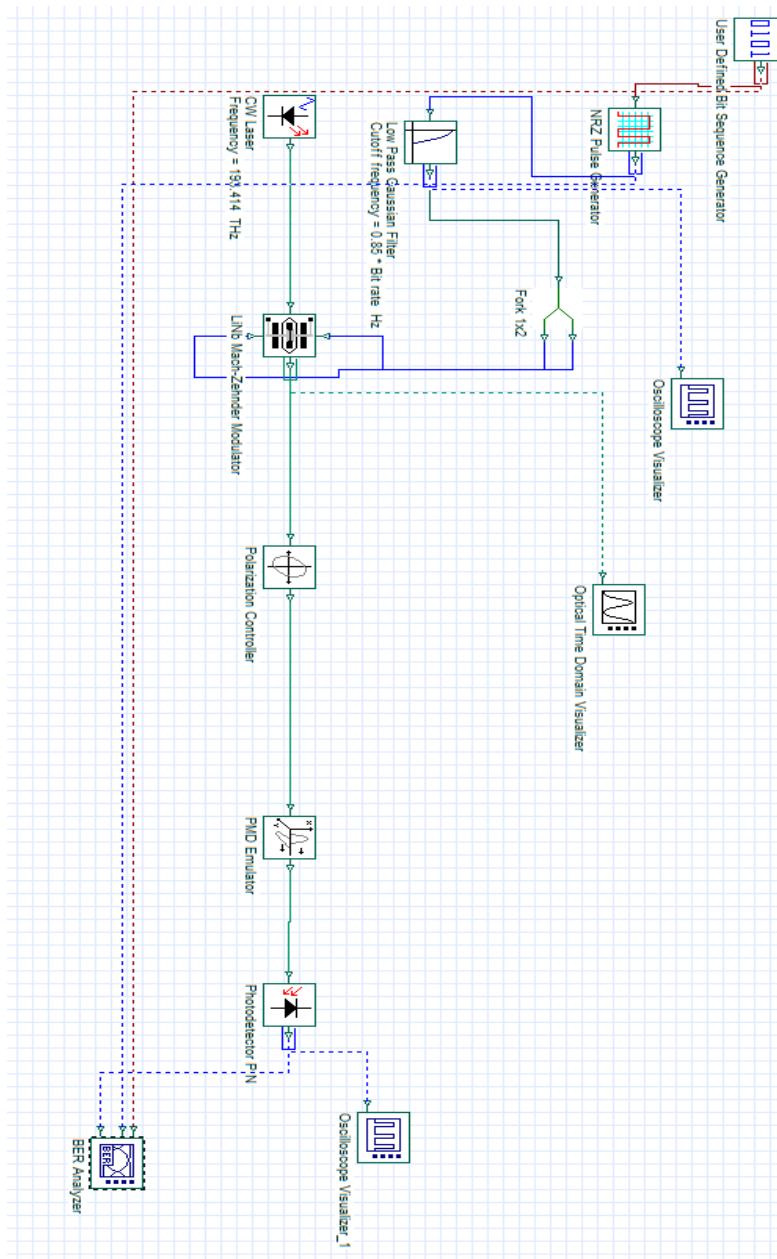 0101
User Defined Bit Sequence Generator
NRZ Pulse Generator
Low Pass Gaussian Filter
Cutoff frequency = 0.85 * Bit rate Hz
CW Laser
Frequency = 193.414 THz
Fork 1x2
LiNb Mach-Zehnder Modulator
Oscilloscope Visualizer
Polarization Controller
Optical Time Domain Visualizer
PMD Emulator
Photodetector PIN
Oscilloscope Visualizer_1
BER
BER Analyzer